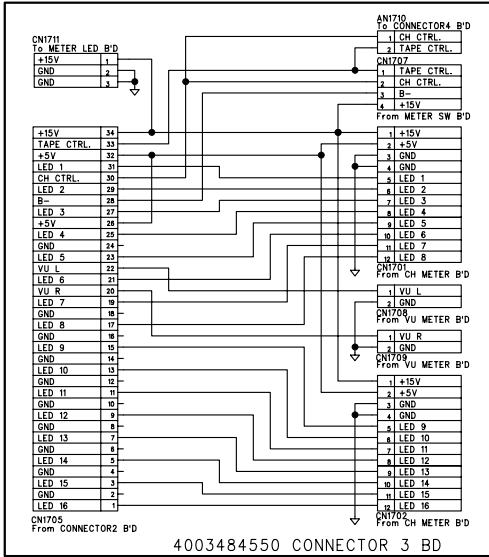 CN1711
To METER LED B'D
+15V 1
GND 2
GND 3
AN1710
To CONNECTOR4 B'D
1 CH CTRL.
2 TAPE CTRL.
CN1707
1 TAPE CTRL.
2 CH CTRL.
3 B-
4 +15V
From METER SW B'D
+15V 34
TAPE CTRL. 33
+5V 32
LED 1 31
CH CTRL. 30
LED 2 29
B- 28
LED 3 27
+5V 26
LED 4 25
GND 24
LED 5 23
VU L 22
LED 6 21
VU R 20
LED 7 19
GND 18
LED 8 17
GND 16
LED 9 15
GND 14
LED 10 13
GND 12
LED 11 11
GND 10
LED 12 9
GND 8
LED 13 7
GND 6
LED 14 5
GND 4
LED 15 3
GND 2
LED 16 1
CN1705
From CONNECTOR2 B'D
1 +15V
2 +5V
3 GND
4 GND
5 LED 1
6 LED 2
7 LED 3
8 LED 4
9 LED 5
10 LED 6
11 LED 7
12 LED 8
CN1701
From CH METER B'D
1 VU L
2 GND
CN1708
From VU METER B'D
1 VU R
2 GND
CN1709
From VU METER B'D
1 +15V
2 +5V
3 GND
4 GND
5 LED 9
6 LED 10
7 LED 11
8 LED 12
9 LED 13
10 LED 14
11 LED 15
12 LED 16
CN1702
From CH METER B'D
4003484550 CONNECTOR 3 BD